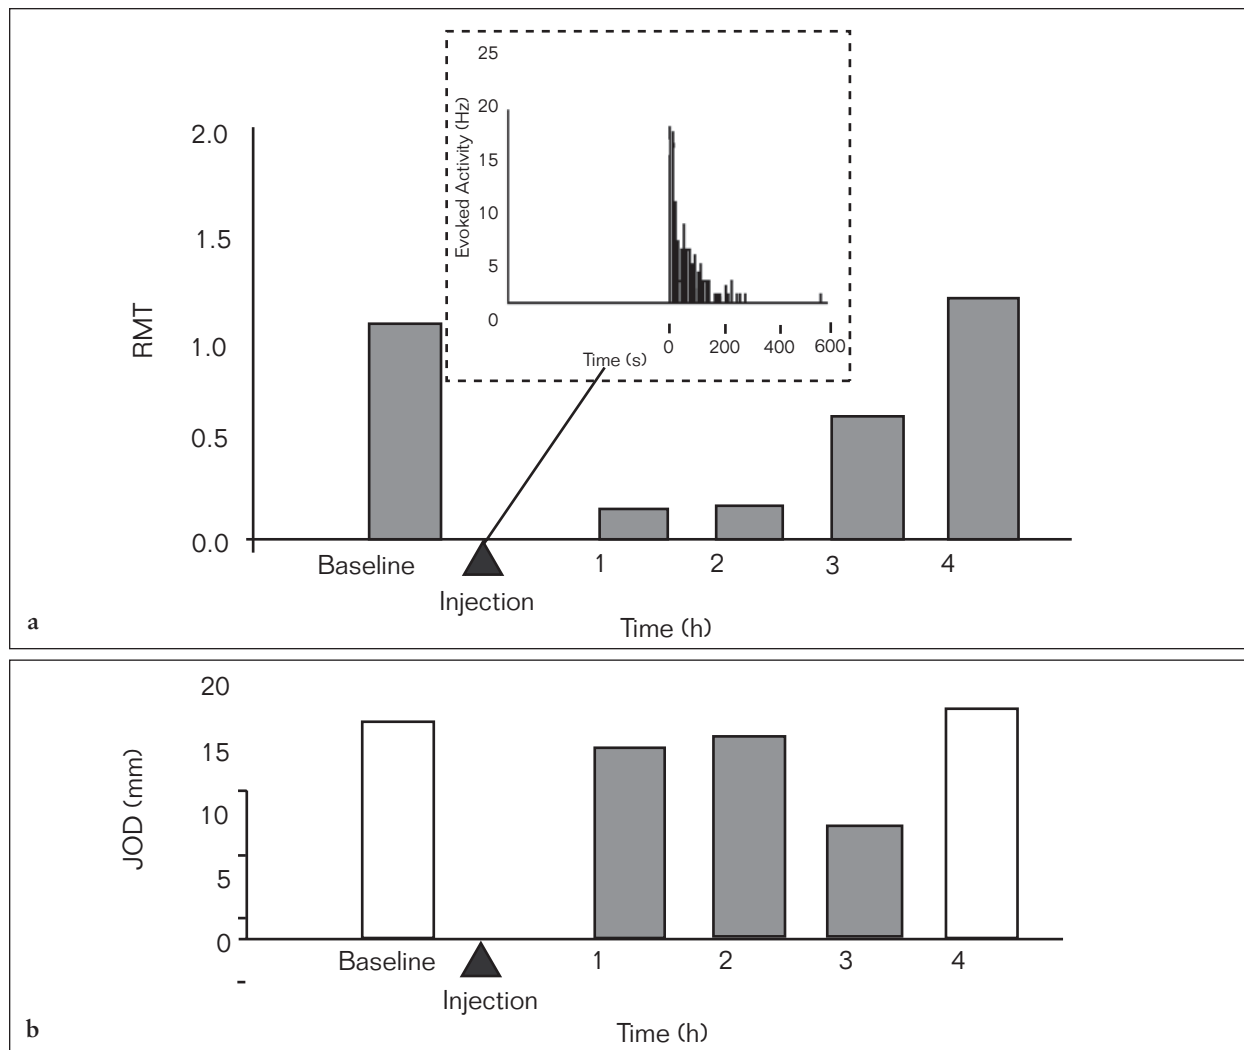 25
20
15
10
5
0
Evoked Activity (Hz)
0 200 400 600
Time (s)
2.0
1.5
1.0
0.5
0.0
RMT
Baseline 1 2 3 4
Injection
Time (h)
a
20
15
10
5
0
JOD (mm)
Baseline 1 2 3 4
Injection
Time (h)
b